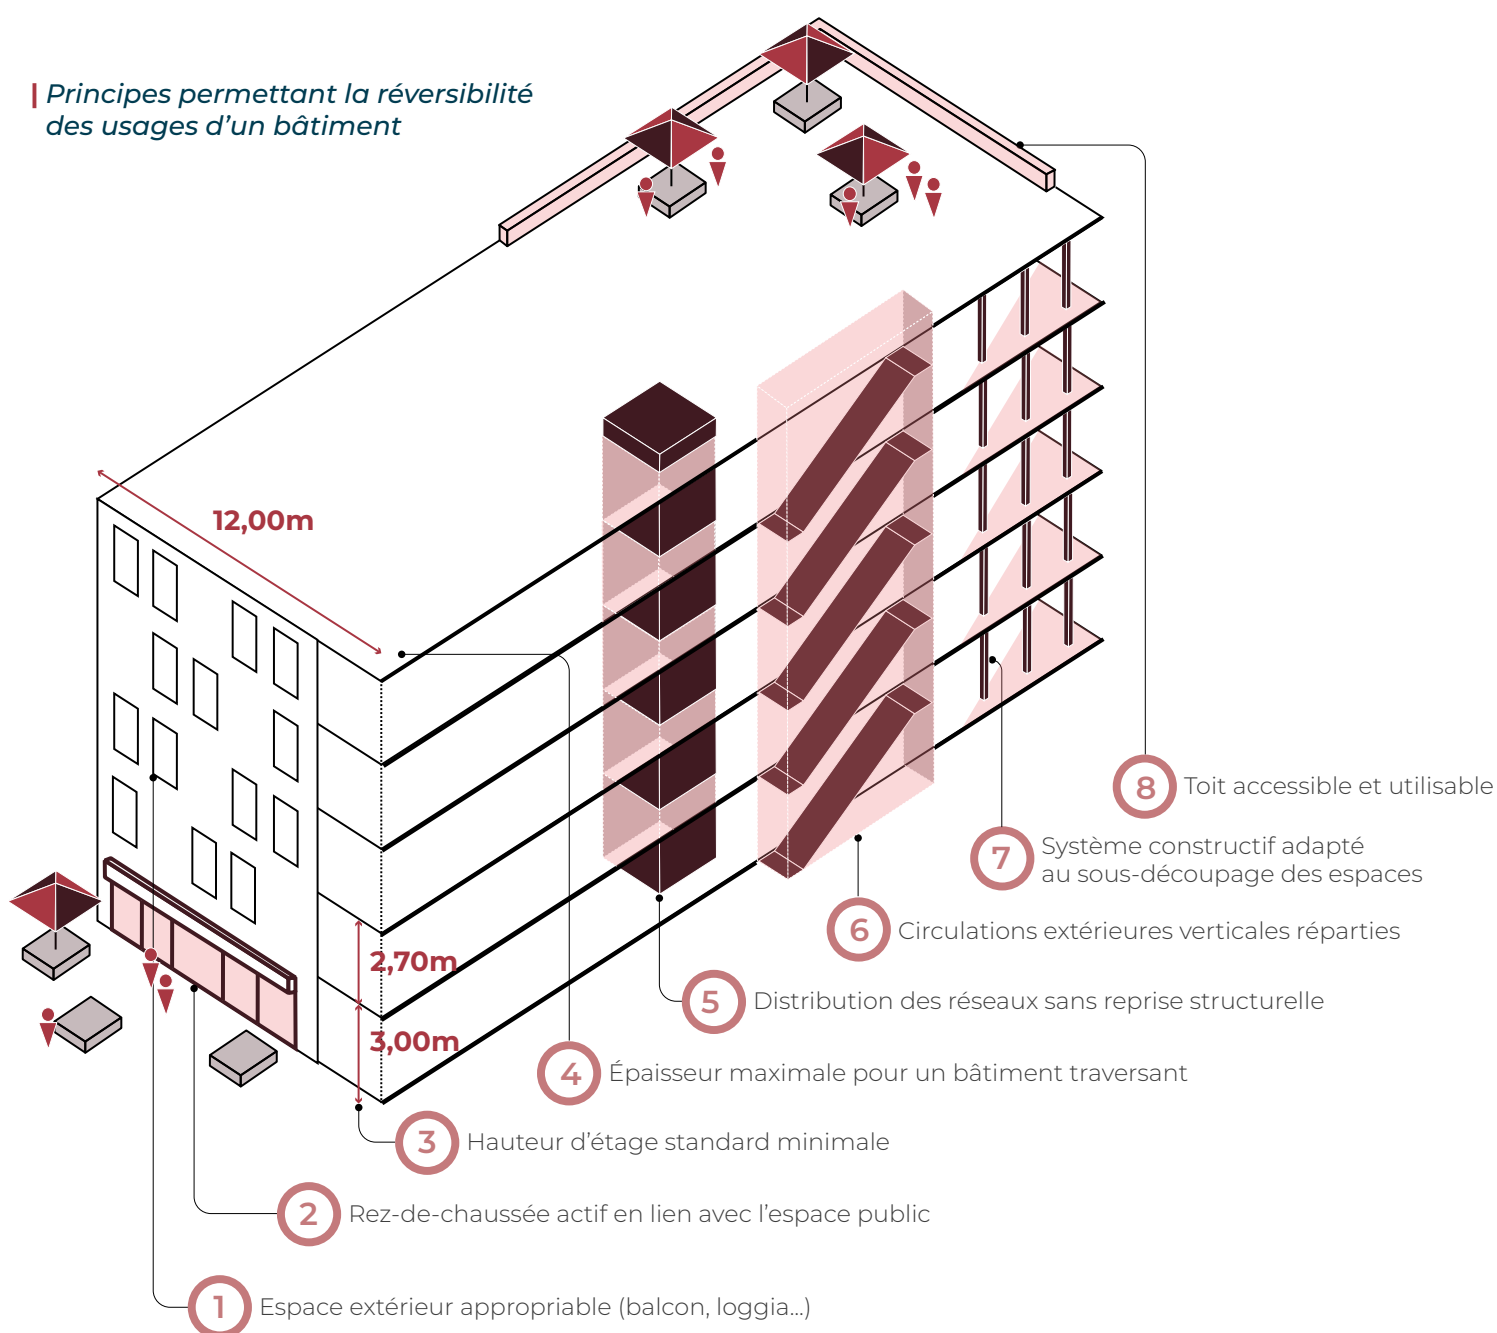 | Principes permettant la réversibilité
des usages d'un bâtiment
12,00m
2,70m
3,00m
8 Toit accessible et utilisable
7 Système constructif adapté
au sous-découpage des espaces
6 Circulations extérieures verticales réparties
5 Distribution des réseaux sans reprise structurelle
4 Épaisseur maximale pour un bâtiment traversant
3 Hauteur d'étage standard minimale
2 Rez-de-chaussée actif en lien avec l'espace public
1 Espace extérieur appropriable (balcon, loggia...)